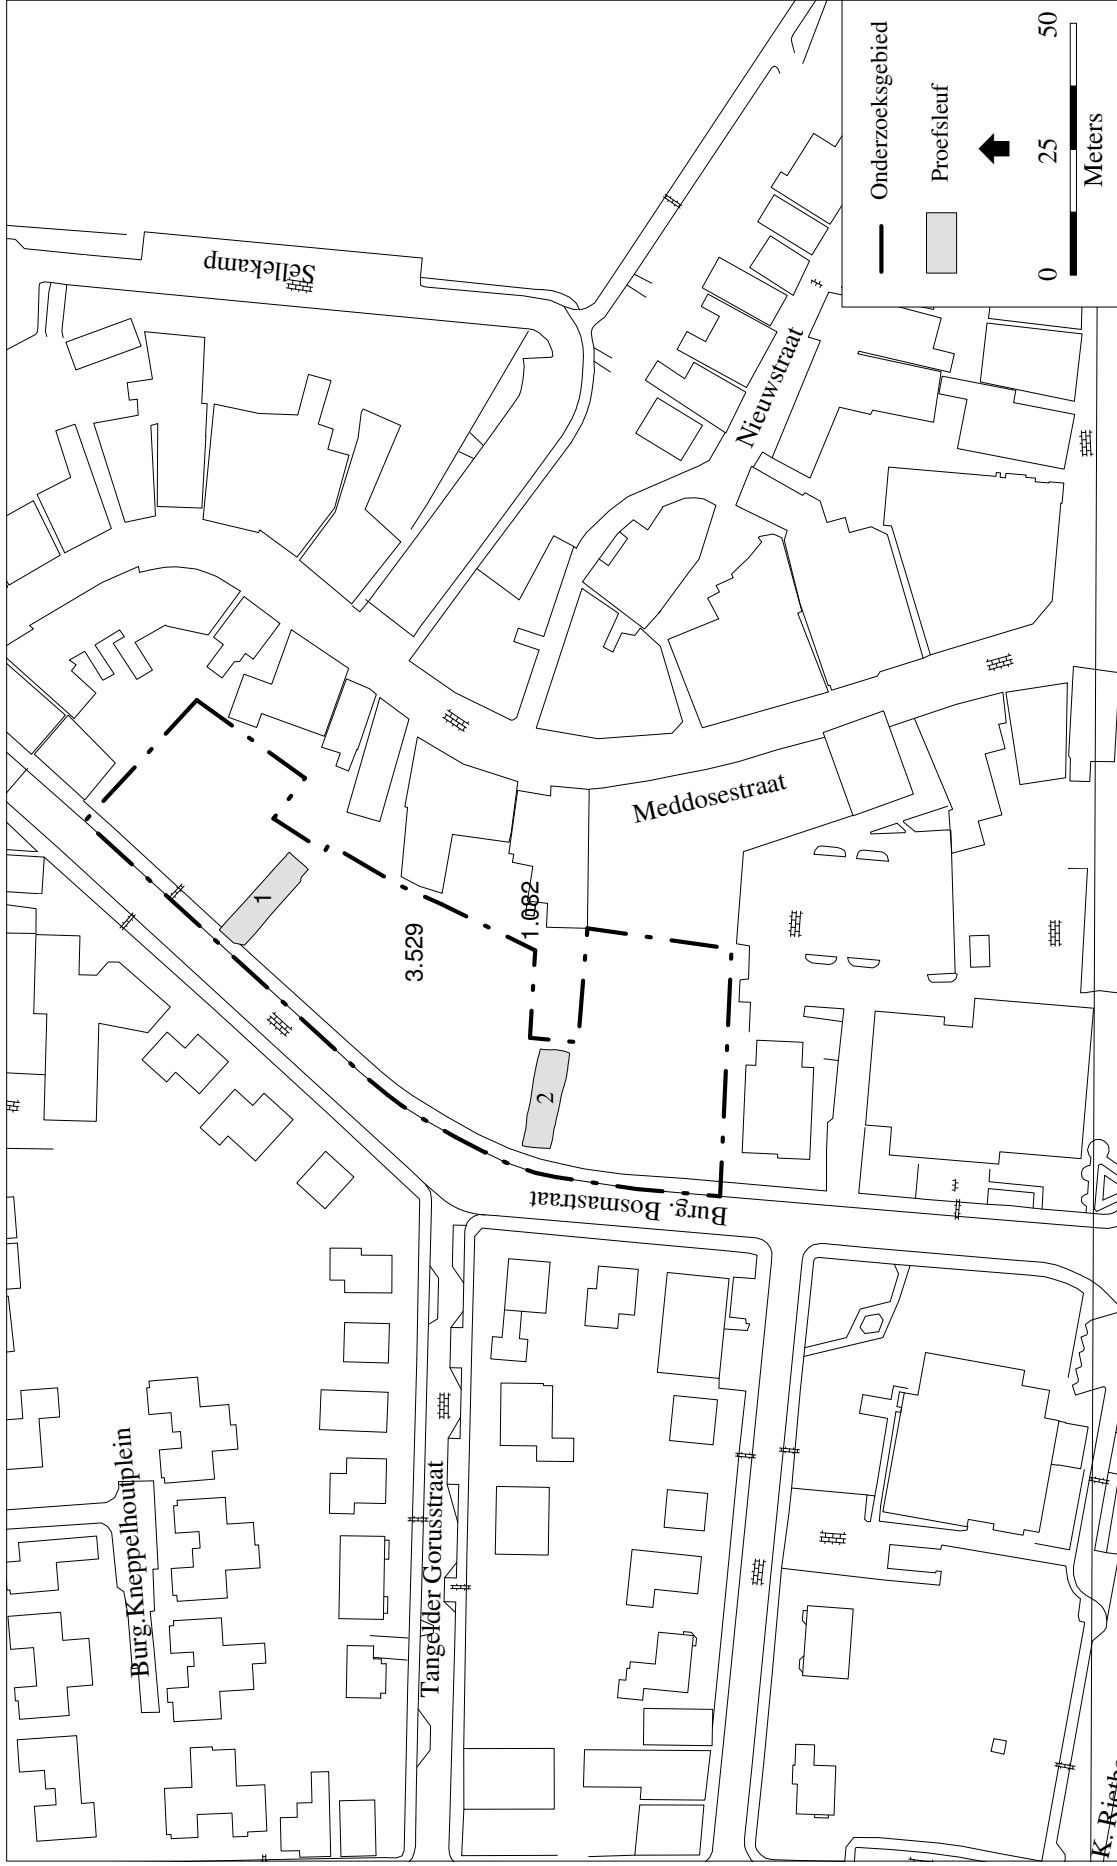 Sellekamp
Nieuwstraat
Meddosestraat
1
3.529
1.082
2
Burg. Bosmastraat
Burg.Kneppelhoutplein
Tangelder Gorusstraat
Onderzoeksgebied
Proefsleuf
0 25 50
Meters